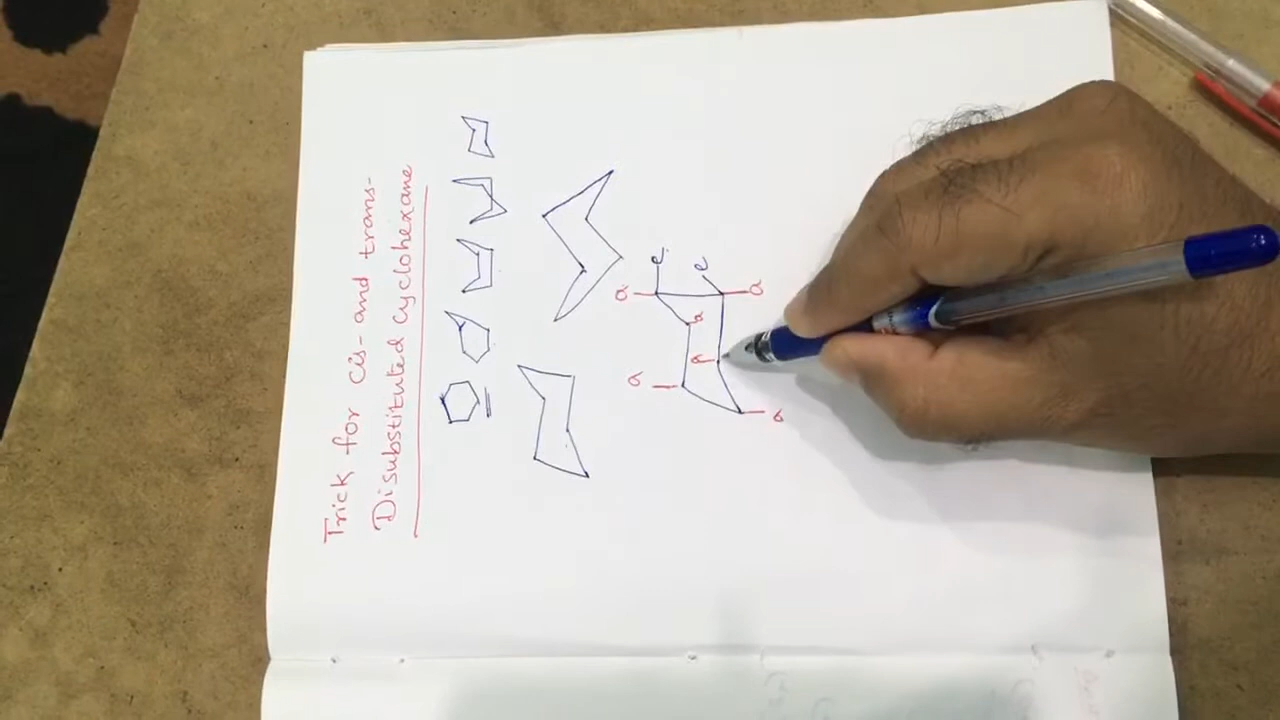 Trick for cis- and trans-
Disubstituted cyclohexane
a a
e
a a e
a a